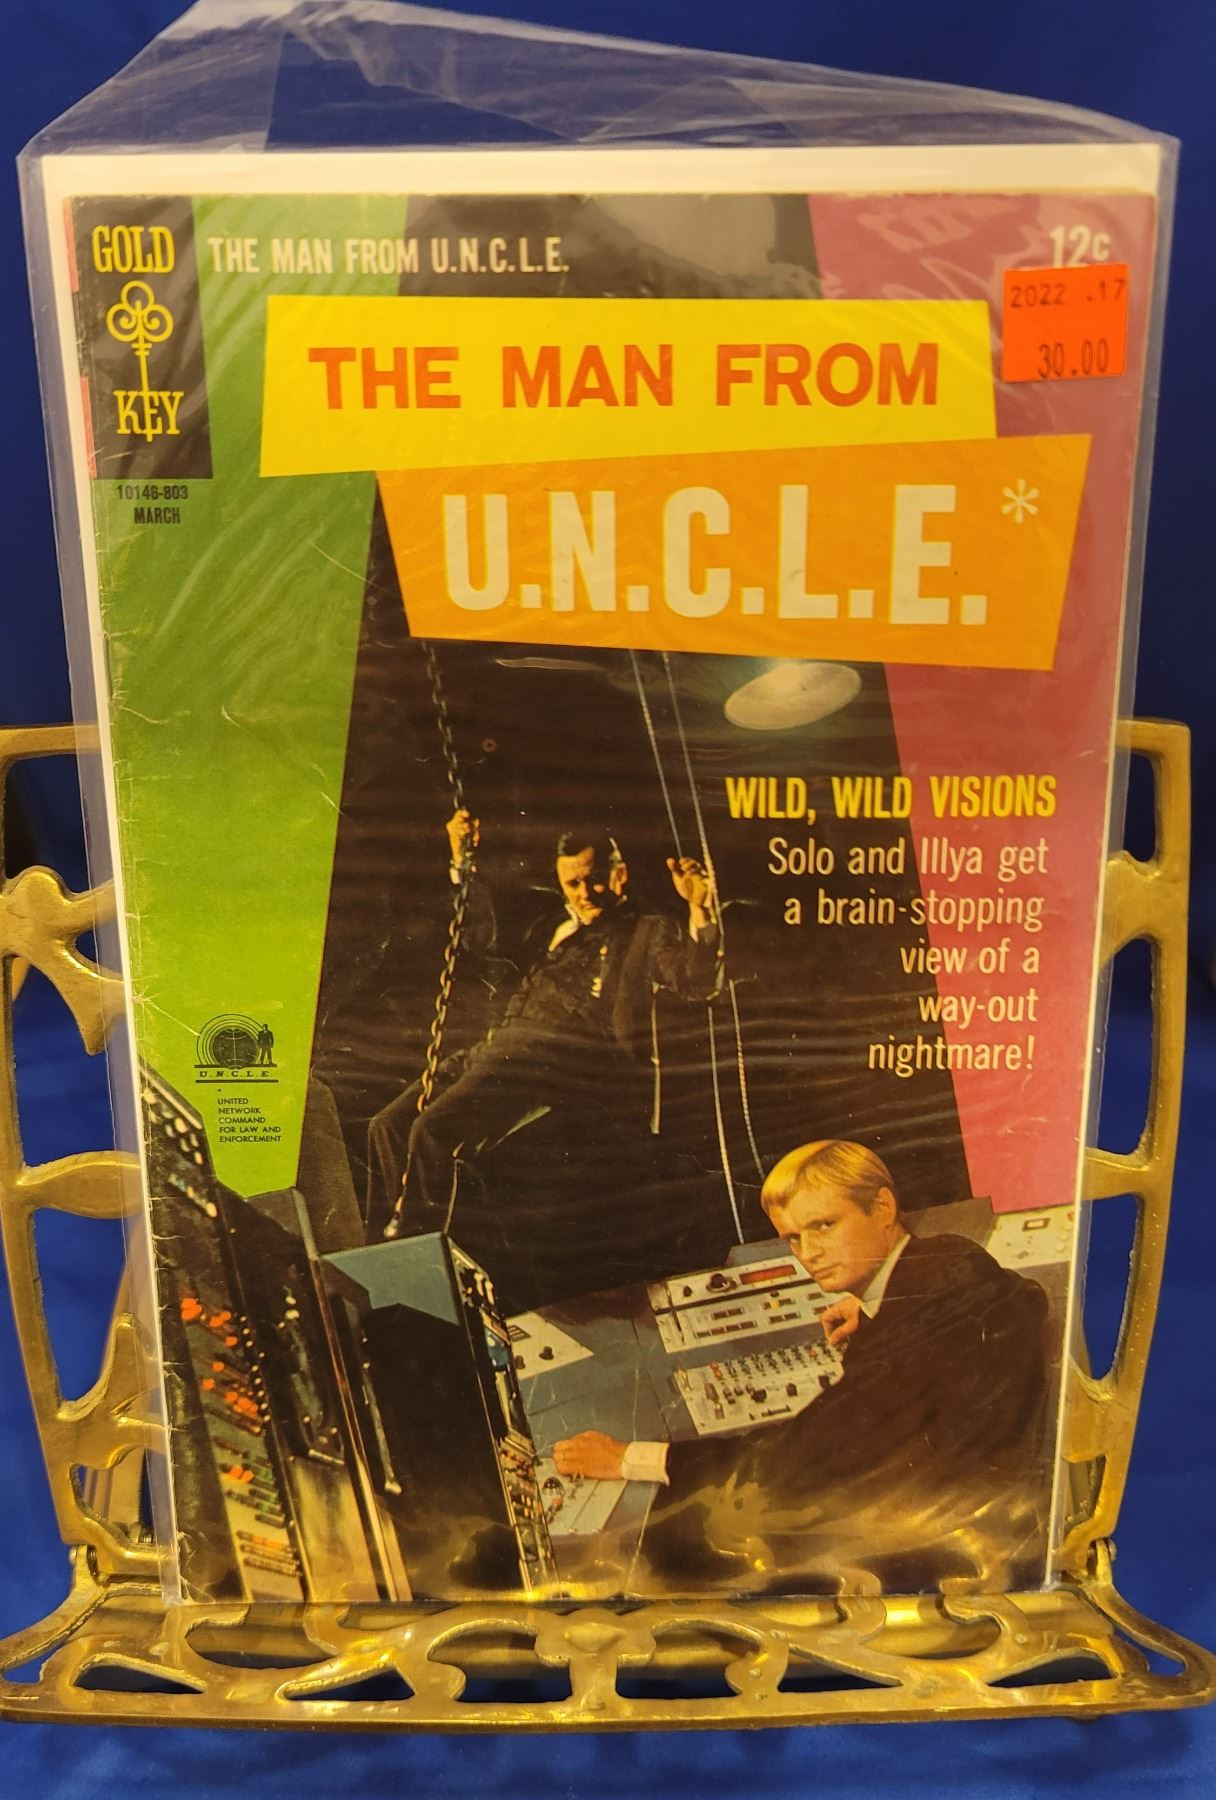 GOLD
KEY
THE MAN FROM U.N.C.L.E.
12¢
2022 .17
30.00
THE MAN FROM
U.N.C.L.E.*
10146-803
MARCH
WILD, WILD VISIONS
Solo and Illya get
a brain-stopping
view of a
way-out
nightmare!
U.N.C.L.E.
*
UNITED
NETWORK
COMMAND
FOR LAW AND
ENFORCEMENT